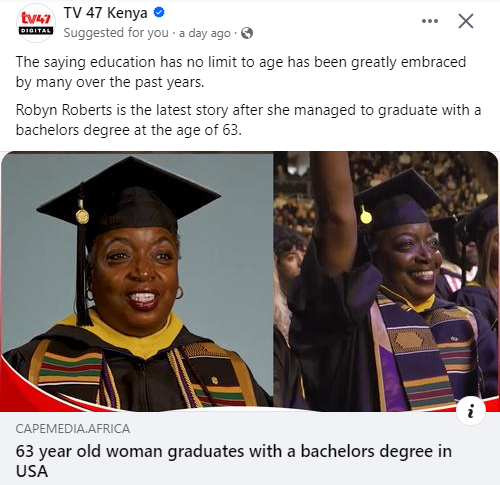 TV 47 Kenya
Suggested for you · a day ago ·
tv47
DIGITAL
The saying education has no limit to age has been greatly embraced
by many over the past years.
Robyn Roberts is the latest story after she managed to graduate with a
bachelors degree at the age of 63.
i
CAPEMEDIA.AFRICA
63 year old woman graduates with a bachelors degree in
USA